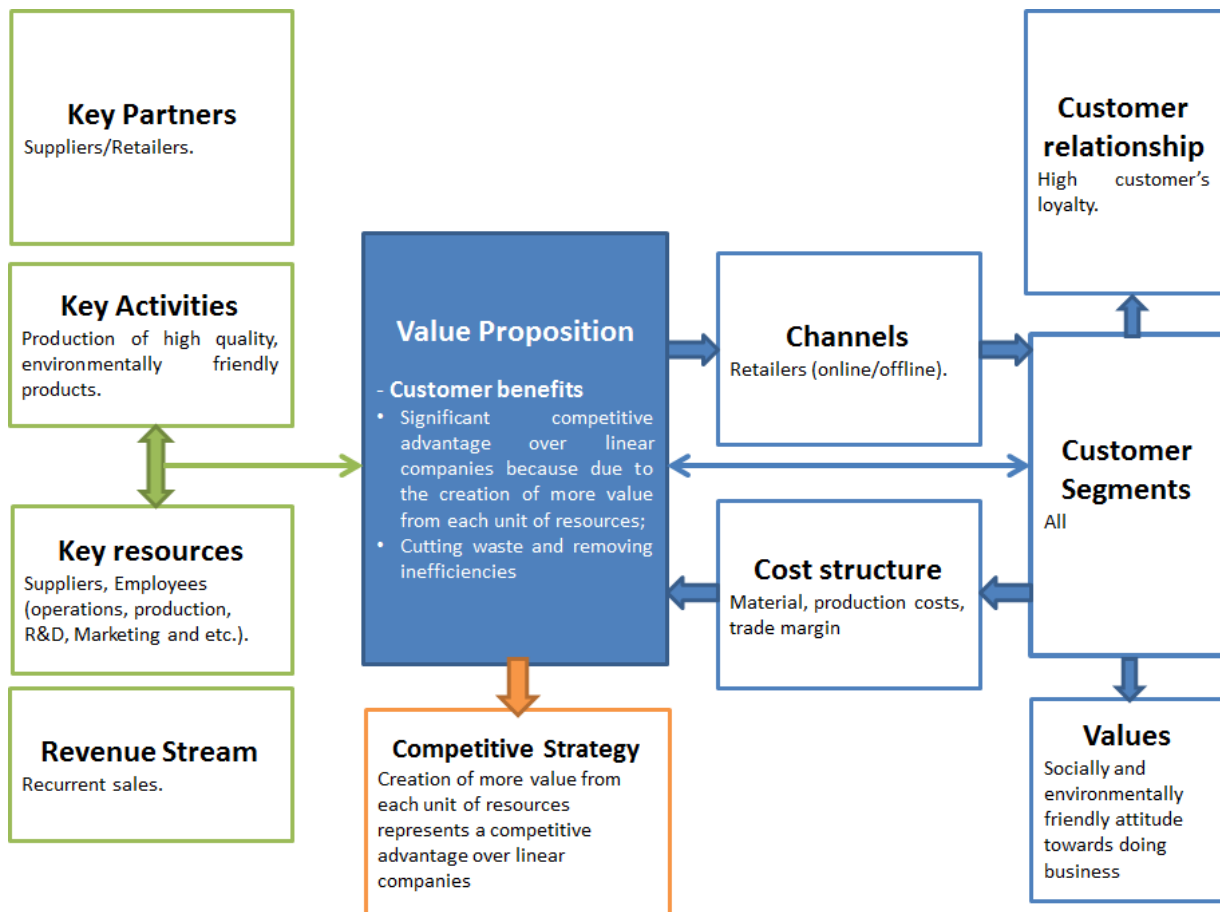 Key Partners
Suppliers/Retailers.
Key Activities
Production of high quality,
environmentally friendly
products.
Key resources
Suppliers, Employees
(operations, production,
R&D, Marketing and etc.).
Revenue Stream
Recurrent sales.
Value Proposition
- Customer benefits
• Significant competitive
advantage over linear
companies because due to
the creation of more value
from each unit of resources;
• Cutting waste and removing
inefficiencies
Competitive Strategy
Creation of more value from
each unit of resources
represents a competitive
advantage over linear
companies
Channels
Retailers (online/offline).
Cost structure
Material, production costs,
trade margin
Customer
relationship
High customer’s
loyalty.
Customer
Segments
All
Values
Socially and
environmentally
friendly attitude
towards doing
business